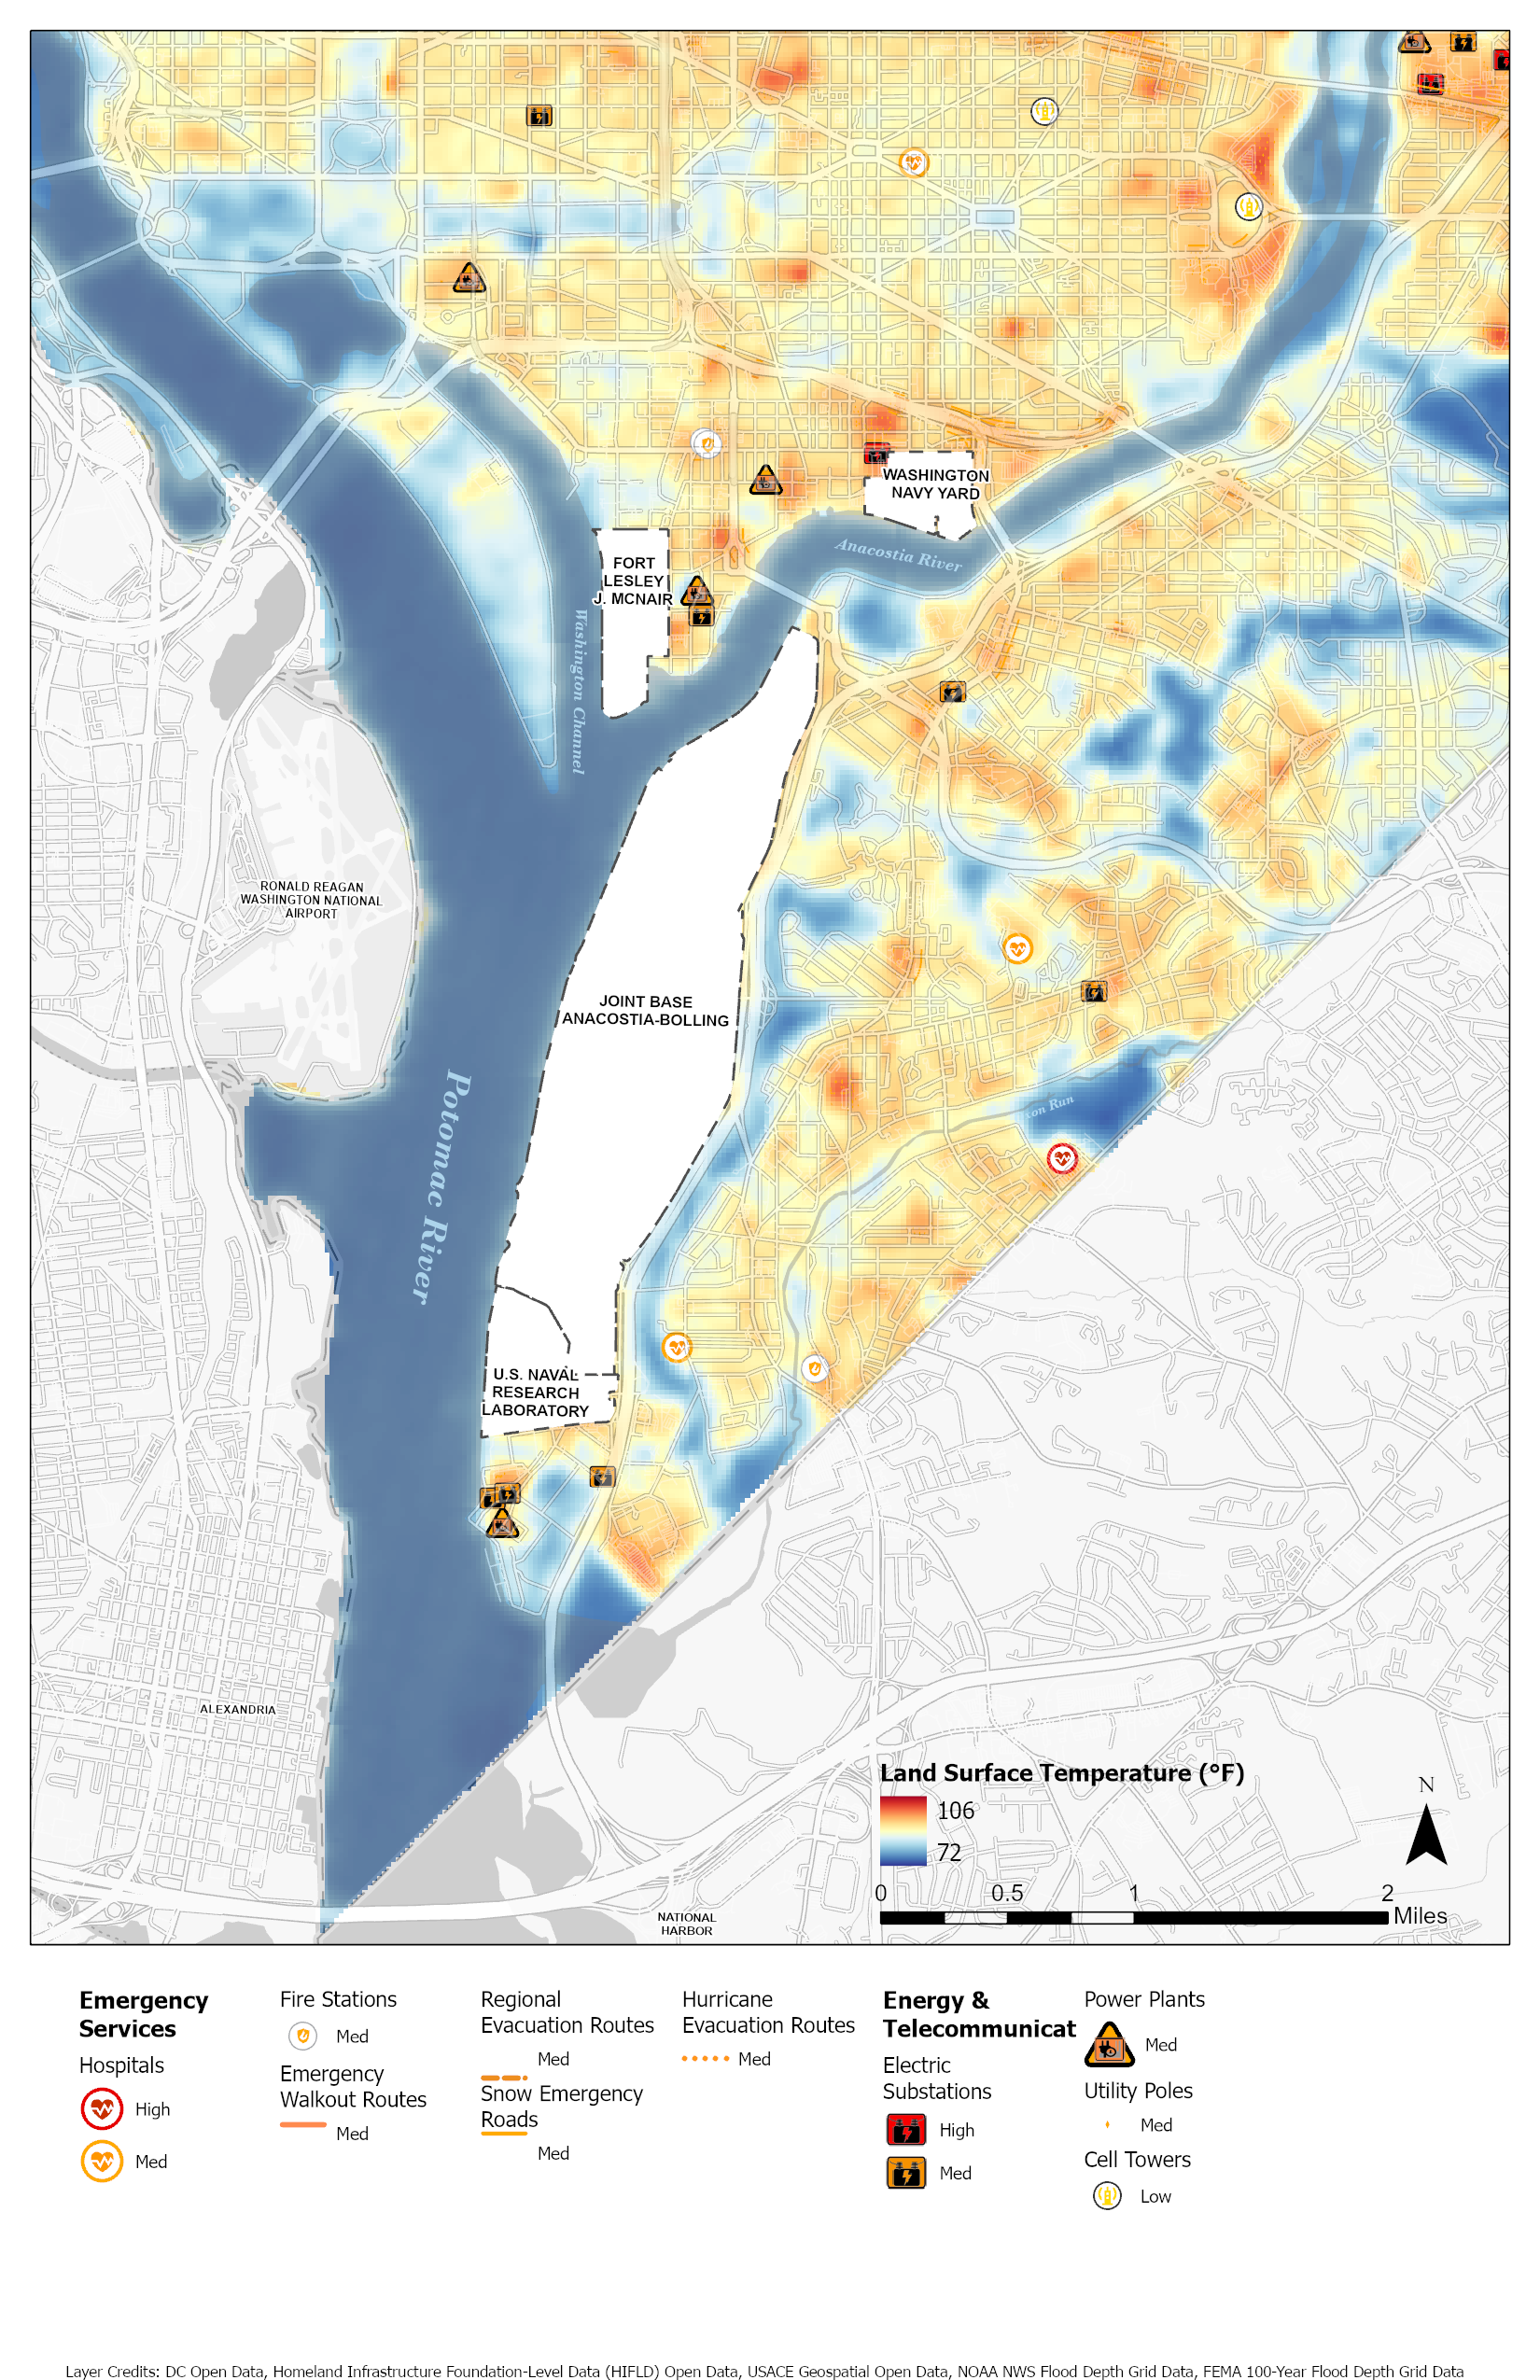 WASHINGTON
NAVY YARD
Anacostia River
FORT
LESLEY
J. MCNAIR
Washington Channel
RONALD REAGAN
WASHINGTON NATIONAL
AIRPORT
JOINT BASE
ANACOSTIA-BOLLING
Potomac River
son Run
U.S. NAVAL
RESEARCH
LABORATORY
ALEXANDRIA
NATIONAL
HARBOR
Land Surface Temperature (°F)
106
72
N
0 0.5 1 2
Miles
Emergency
Services
Hospitals
High
Med
Fire Stations
Med
Emergency
Walkout Routes
Med
Regional
Evacuation Routes
Med
Snow Emergency
Roads
Med
Hurricane
Evacuation Routes
Med
Energy &
Telecommunicat
Electric
Substations
High
Med
Power Plants
Med
Utility Poles
Med
Cell Towers
Low
Layer Credits: DC Open Data, Homeland Infrastructure Foundation-Level Data (HIFLD) Open Data, USACE Geospatial Open Data, NOAA NWS Flood Depth Grid Data, FEMA 100-Year Flood Depth Grid Data